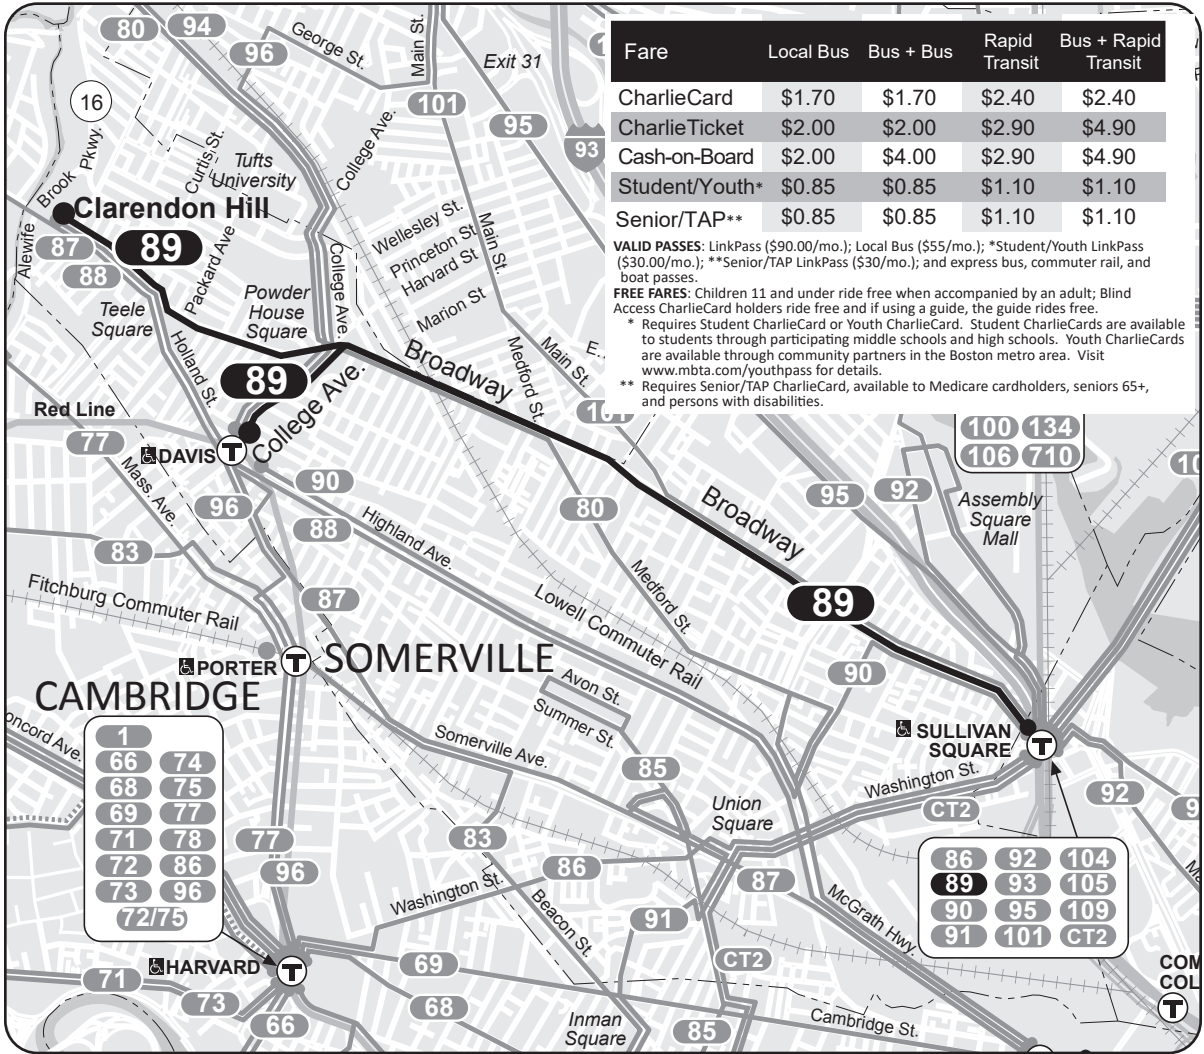 80
94
96
George St.
Main St.
Exit 31
101
95
93
16
Alewife Brook Pkwy.
Curtis St.
Tufts
University
College Ave.
Clarendon Hill
87
89
88
Packard Ave
Teele
Square
Powder
House
Square
College Ave.
Wellesley St.
Princeton St.
Harvard St
Marion St
Main St.
Holland St.
Broadway
Medford St.
Main St.
E.
101
89
College Ave.
Red Line
77
DAVIS
T
Mass. Ave.
96
90
88
Highland Ave.
80
Broadway
95
92
Fare Local Bus Bus + Bus Rapid Transit Bus + Rapid Transit
CharlieCard $1.70 $1.70 $2.40 $2.40
CharlieTicket $2.00 $2.00 $2.90 $4.90
Cash-on-Board $2.00 $4.00 $2.90 $4.90
Student/Youth* $0.85 $0.85 $1.10 $1.10
Senior/TAP** $0.85 $0.85 $1.10 $1.10
VALID PASSES: LinkPass ($90.00/mo.); Local Bus ($55/mo.); *Student/Youth LinkPass
($30.00/mo.); **Senior/TAP LinkPass ($30/mo.); and express bus, commuter rail, and
boat passes.
FREE FARES: Children 11 and under ride free when accompanied by an adult; Blind
Access CharlieCard holders ride free and if using a guide, the guide rides free.
* Requires Student CharlieCard or Youth CharlieCard. Student CharlieCards are available
to students through participating middle schools and high schools. Youth CharlieCards
are available through community partners in the Boston metro area. Visit
www.mbta.com/youthpass for details.
** Requires Senior/TAP CharlieCard, available to Medicare cardholders, seniors 65+,
and persons with disabilities.
100 134
106 710
Assembly
Square
Mall
83
Fitchburg Commuter Rail
87
Medford St.
89
Lowell Commuter Rail
PORTER
T
SOMERVILLE
CAMBRIDGE
90
Avon St.
Summer St.
Somerville Ave.
85
SULLIVAN
SQUARE
T
Washington St.
CT2
92
oncord Ave.
1
66 74
68 75
69 77
71 78
72 86
73 96
72/75
77
96
83
Union
Square
86
87
Washington St.
Beacon St.
91
McGrath Hwy.
86 92 104
89 93 105
90 95 109
91 101 CT2
HARVARD
T
71
73
66
69
68
CT2
Inman
Square
85
Cambridge St.
COM
COL
T